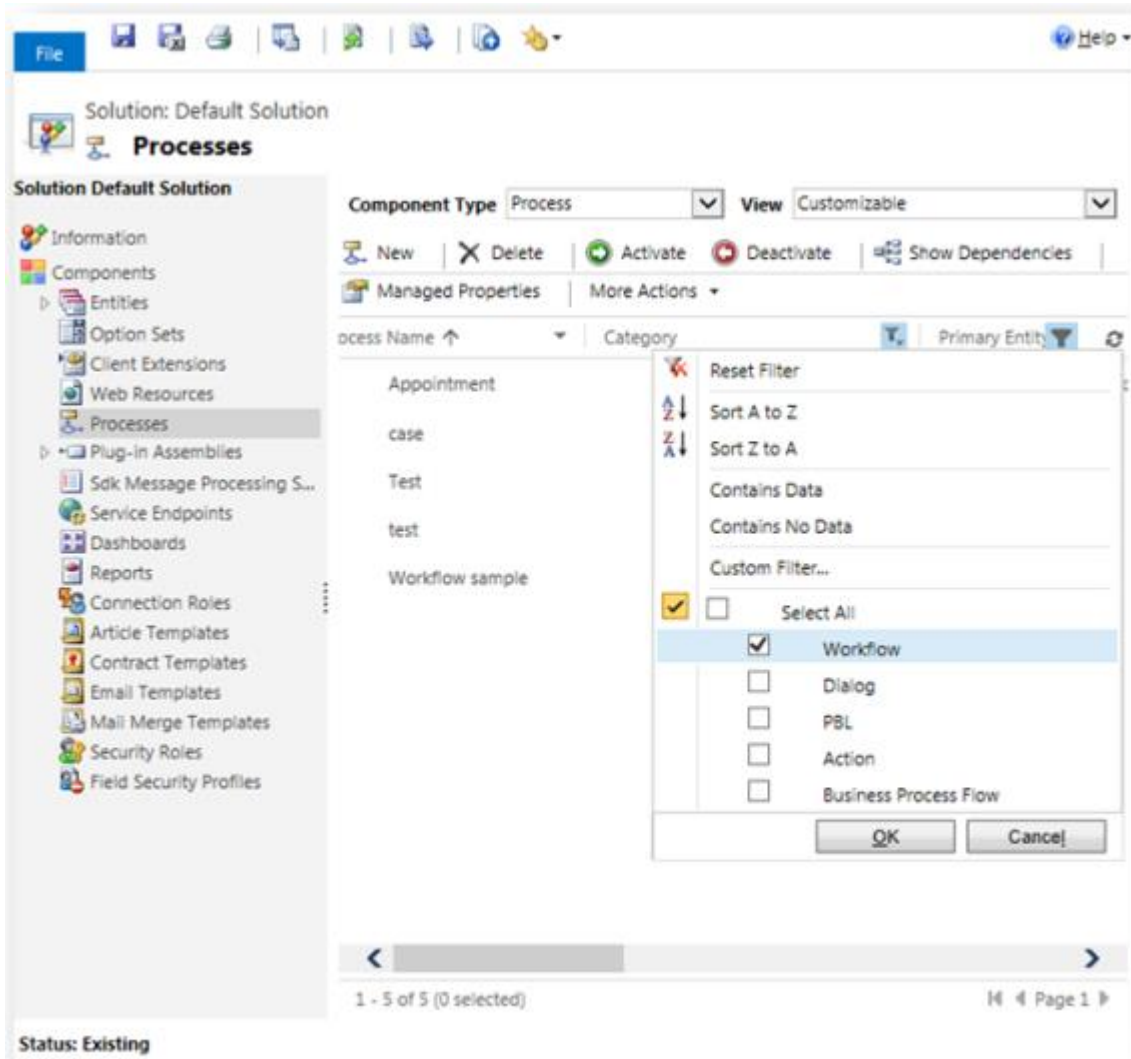 File
Help
Solution: Default Solution
Processes
Solution Default Solution
Information
Components
Entities
Option Sets
Client Extensions
Web Resources
Processes
Plug-in Assemblies
Sdk Message Processing S...
Service Endpoints
Dashboards
Reports
Connection Roles
Article Templates
Contract Templates
Email Templates
Mail Merge Templates
Security Roles
Field Security Profiles
Component Type Process View Customizable
New Delete Activate Deactivate Show Dependencies
Managed Properties More Actions
ocess Name Category Primary Entity
Appointment
case
Test
test
Workflow sample
Reset Filter
Sort A to Z
Sort Z to A
Contains Data
Contains No Data
Custom Filter...
Select All
Workflow
Dialog
PBL
Action
Business Process Flow
OK Cancel
1 - 5 of 5 (0 selected) Page 1
Status: Existing